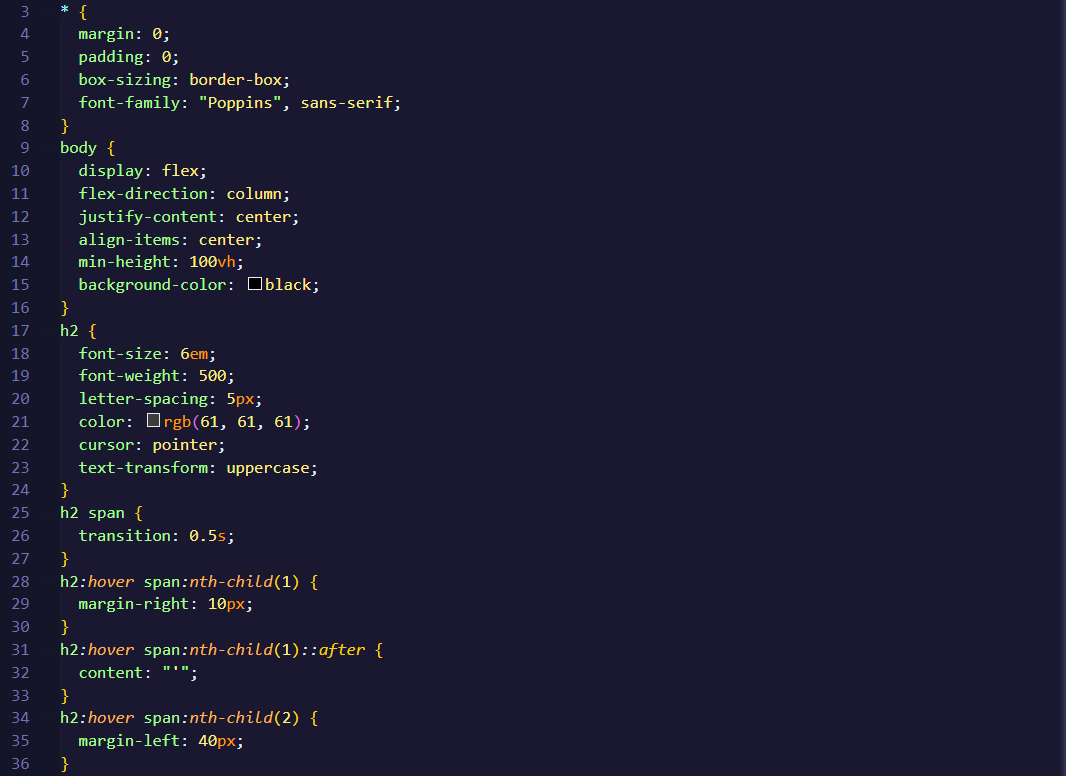 3 * {
4   margin: 0;
5   padding: 0;
6   box-sizing: border-box;
7   font-family: "Poppins", sans-serif;
8 }
9 body {
10   display: flex;
11   flex-direction: column;
12   justify-content: center;
13   align-items: center;
14   min-height: 100vh;
15   background-color: black;
16 }
17 h2 {
18   font-size: 6em;
19   font-weight: 500;
20   letter-spacing: 5px;
21   color: rgb(61, 61, 61);
22   cursor: pointer;
23   text-transform: uppercase;
24 }
25 h2 span {
26   transition: 0.5s;
27 }
28 h2:hover span:nth-child(1) {
29   margin-right: 10px;
30 }
31 h2:hover span:nth-child(1)::after {
32   content: "'";
33 }
34 h2:hover span:nth-child(2) {
35   margin-left: 40px;
36 }